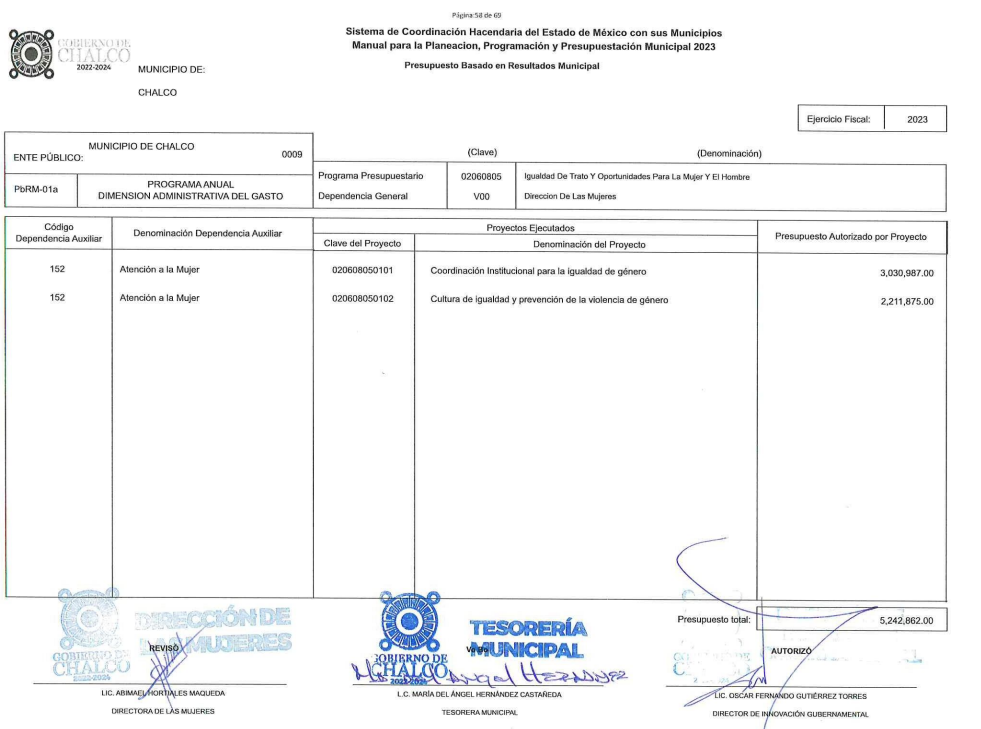 Página:58 de 69
Sistema de Coordinación Hacendaria del Estado de México con sus Municipios
Manual para la Planeacion, Programación y Presupuestación Municipal 2023
Presupuesto Basado en Resultados Municipal
GOBIERNO DE
CHALCO
2022-2024
MUNICIPIO DE:
CHALCO
Ejercicio Fiscal: 2023
MUNICIPIO DE CHALCO
ENTE PÚBLICO: 0009
(Clave) (Denominación)
PbRM-01a PROGRAMA ANUAL
DIMENSION ADMINISTRATIVA DEL GASTO
Programa Presupuestario 02060805 Igualdad De Trato Y Oportunidades Para La Mujer Y El Hombre
Dependencia General V00 Direccion De Las Mujeres
Código Dependencia Auxiliar Denominación Dependencia Auxiliar Proyectos Ejecutados Presupuesto Autorizado por Proyecto
Clave del Proyecto Denominación del Proyecto
152 Atención a la Mujer 020608050101 Coordinación Institucional para la igualdad de género 3,030,987.00
152 Atención a la Mujer 020608050102 Cultura de igualdad y prevención de la violencia de género 2,211,875.00
Presupuesto total: 5,242,862.00
DIRECCIÓN DE
LAS MUJERES
GOBIERNO DE
CHALCO
2022-2024
REVISÓ
LIC. ABIMAEL HORTIALES MAQUEDA
DIRECTORA DE LAS MUJERES
TESORERÍA
MUNICIPAL
GOBIERNO DE
CHALCO
2022-2024
Vo Bo
Angel Hernández
L.C. MARÍA DEL ÁNGEL HERNÁNDEZ CASTAÑEDA
TESORERA MUNICIPAL
AUTORIZÓ
LIC. OSCAR FERNANDO GUTIÉRREZ TORRES
DIRECTOR DE INNOVACIÓN GUBERNAMENTAL